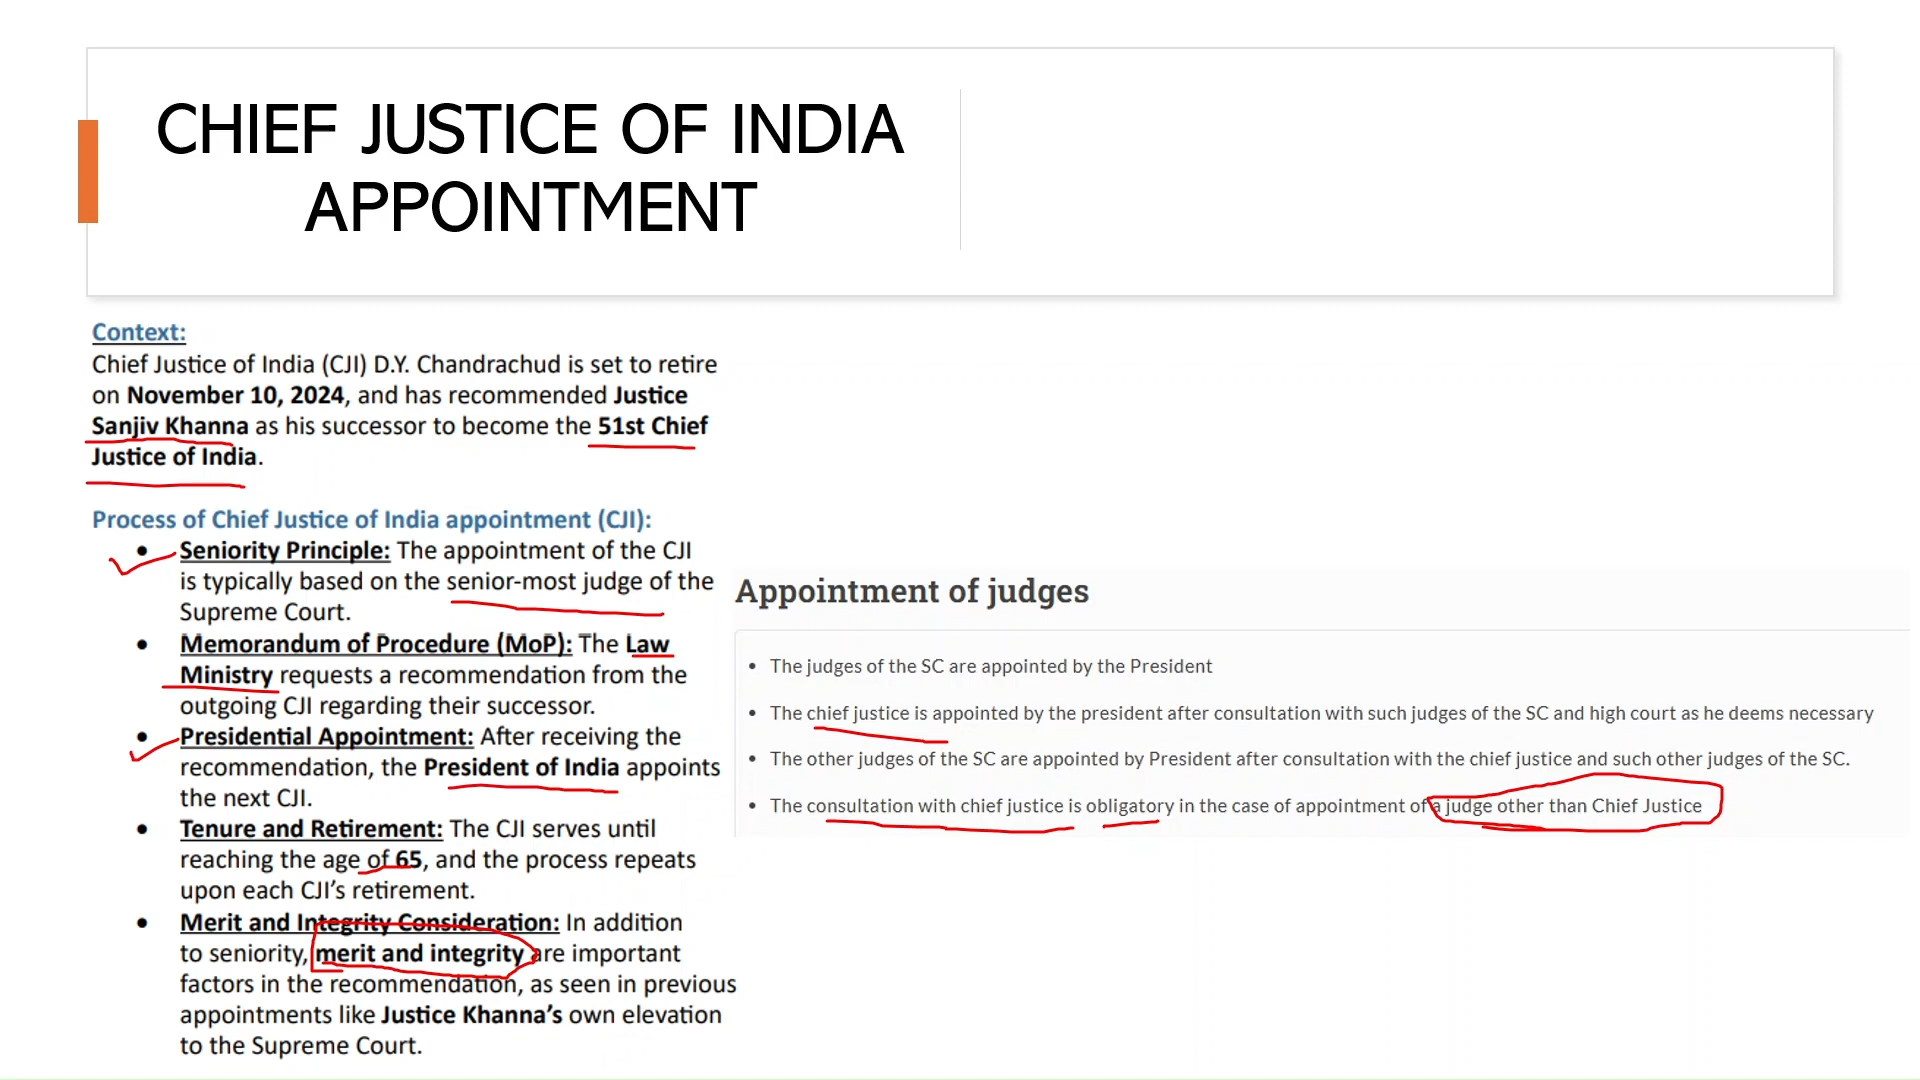 CHIEF JUSTICE OF INDIA
APPOINTMENT
Context:
Chief Justice of India (CJI) D.Y. Chandrachud is set to retire
on November 10, 2024, and has recommended Justice
Sanjiv Khanna as his successor to become the 51st Chief
Justice of India.
Process of Chief Justice of India appointment (CJI):
• Seniority Principle: The appointment of the CJI
is typically based on the senior-most judge of the
Supreme Court.
• Memorandum of Procedure (MoP): The Law
Ministry requests a recommendation from the
outgoing CJI regarding their successor.
• Presidential Appointment: After receiving the
recommendation, the President of India appoints
the next CJI.
• Tenure and Retirement: The CJI serves until
reaching the age of 65, and the process repeats
upon each CJI’s retirement.
• Merit and Integrity Consideration: In addition
to seniority, merit and integrity are important
factors in the recommendation, as seen in previous
appointments like Justice Khanna’s own elevation
to the Supreme Court.
Appointment of judges
• The judges of the SC are appointed by the President
• The chief justice is appointed by the president after consultation with such judges of the SC and high court as he deems necessary
• The other judges of the SC are appointed by President after consultation with the chief justice and such other judges of the SC.
• The consultation with chief justice is obligatory in the case of appointment of a judge other than Chief Justice